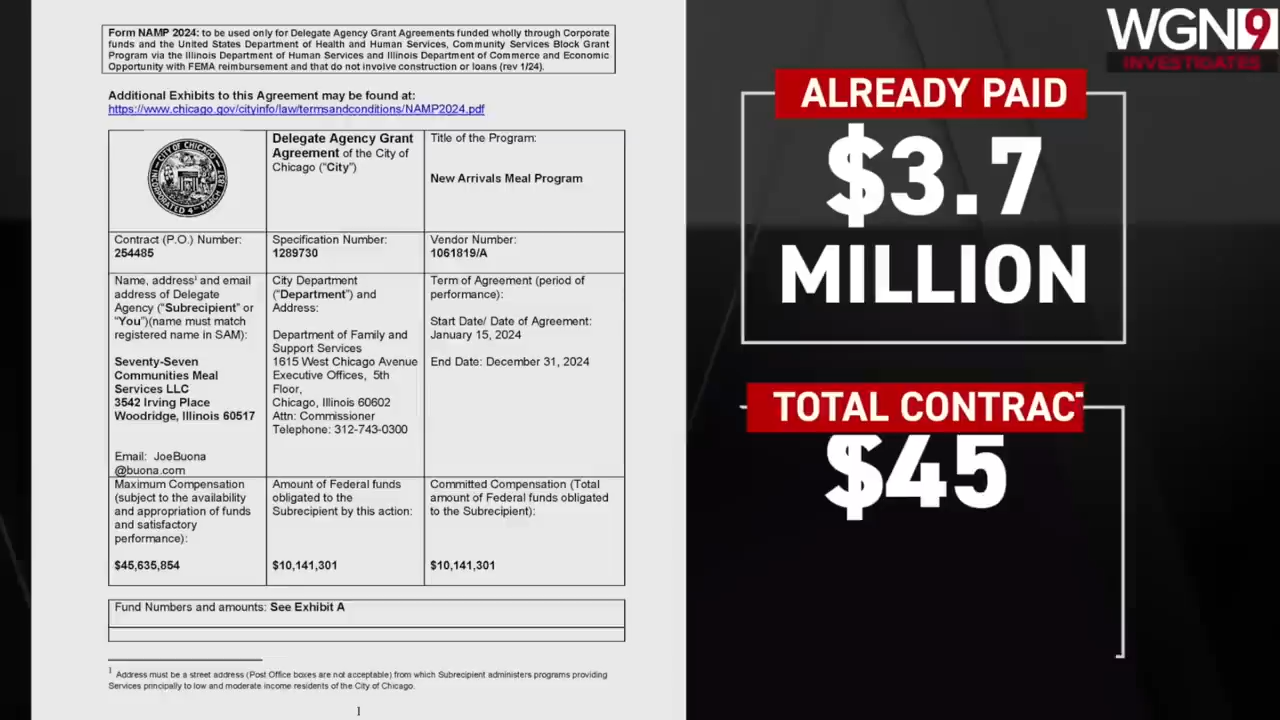 Form NAMP 2024: to be used only for Delegate Agency Grant Agreements funded wholly through Corporate
funds and the United States Department of Health and Human Services, Community Services Block Grant
Program via the Illinois Department of Human Services and Illinois Department of Commerce and Economic
Opportunity with FEMA reimbursement and that do not involve construction or loans (rev 1/24).
Additional Exhibits to this Agreement may be found at:
https://www.chicago.gov/cityinfo/law/termsandconditions/NAMP2024.pdf
CITY OF CHICAGO
INCORPORATED 4th MARCH 1837
Delegate Agency Grant
Agreement of the City of
Chicago ("City")
Title of the Program:
New Arrivals Meal Program
Contract (P.O.) Number:
254485
Specification Number:
1289730
Vendor Number:
1061819/A
Name, address1 and email
address of Delegate
Agency ("Subrecipient" or
"You")(name must match
registered name in SAM):
Seventy-Seven
Communities Meal
Services LLC
3542 Irving Place
Woodridge, Illinois 60517
Email: JoeBuona
@buona.com
City Department
("Department") and
Address:
Department of Family and
Support Services
1615 West Chicago Avenue
Executive Offices, 5th
Floor,
Chicago, Illinois 60602
Attn: Commissioner
Telephone: 312-743-0300
Term of Agreement (period of
performance):
Start Date/ Date of Agreement:
January 15, 2024
End Date: December 31, 2024
Maximum Compensation
(subject to the availability
and appropriation of funds
and satisfactory
performance):
$45,635,854
Amount of Federal funds
obligated to the
Subrecipient by this action:
$10,141,301
Committed Compensation (Total
amount of Federal funds obligated
to the Subrecipient):
$10,141,301
Fund Numbers and amounts: See Exhibit A
1 Address must be a street address (Post Office boxes are not acceptable) from which Subrecipient administers programs providing
Services principally to low and moderate income residents of the City of Chicago.
1
WGN9
INVESTIGATES
ALREADY PAID
$3.7
MILLION
TOTAL CONTRACT
$45